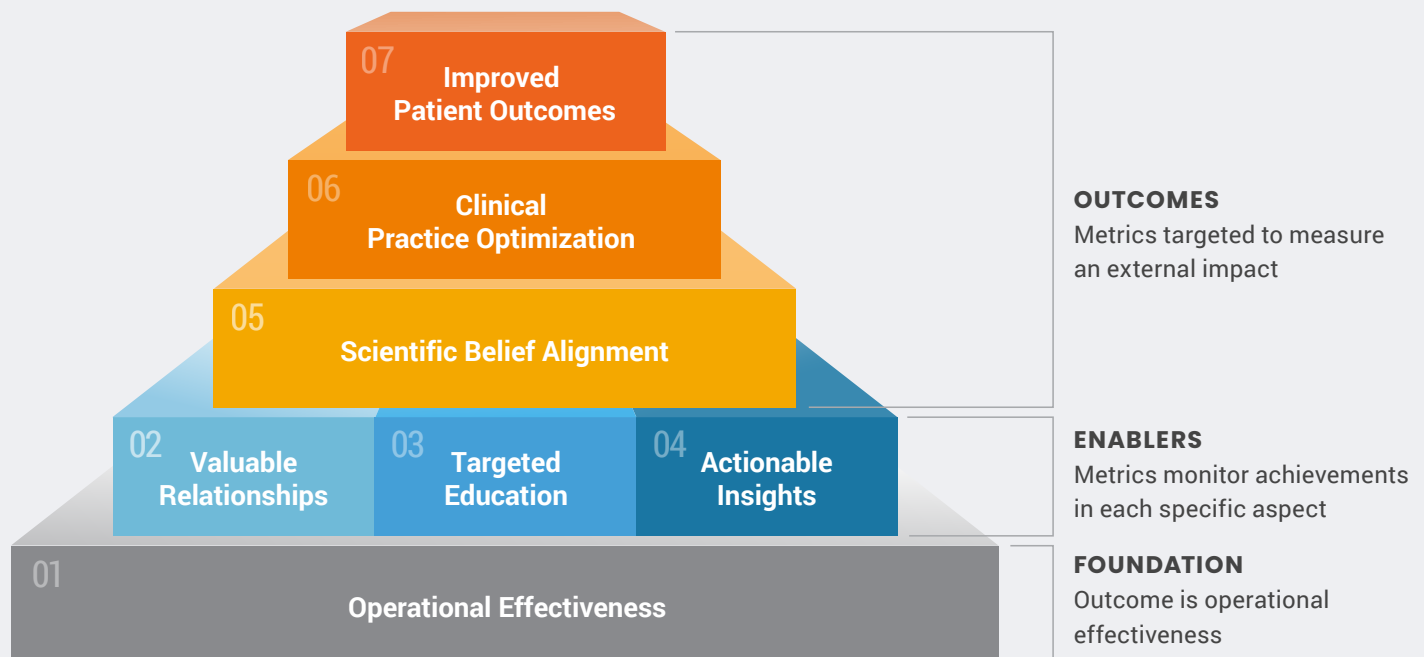 07
Improved
Patient Outcomes
06
Clinical
Practice Optimization
05
Scientific Belief Alignment
02
Valuable
Relationships
03
Targeted
Education
04
Actionable
Insights
01
Operational Effectiveness
OUTCOMES
Metrics targeted to measure
an external impact
ENABLERS
Metrics monitor achievements
in each specific aspect
FOUNDATION
Outcome is operational
effectiveness